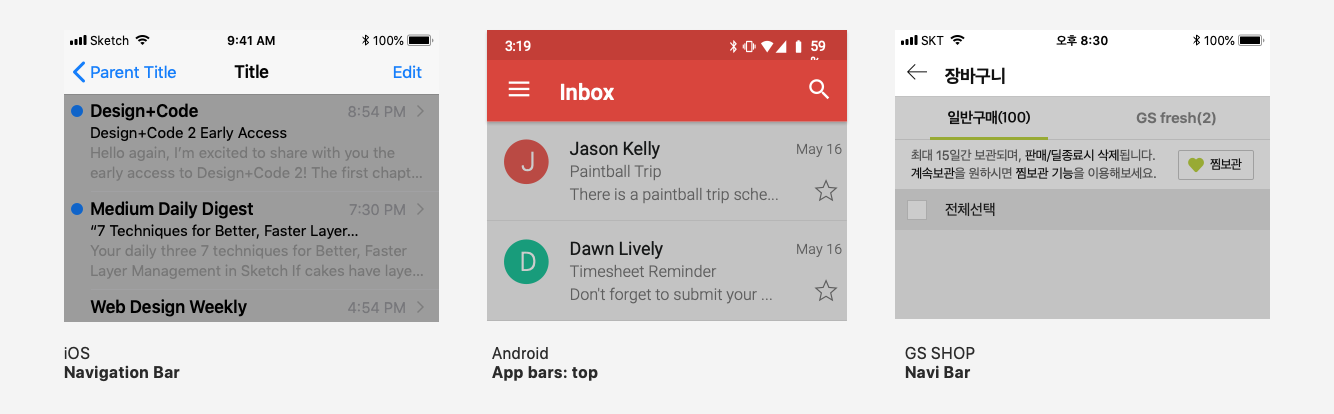 Sketch 9:41 AM 100%
Parent Title Title Edit
Design+Code 8:54 PM
Design+Code 2 Early Access
Hello again, I'm excited to share with you the
early access to Design+Code 2! The first chapt...
Medium Daily Digest 7:30 PM
“7 Techniques for Better, Faster Layer...
Your daily three 7 techniques for Better, Faster
Layer Management in Sketch If cakes have laye...
Web Design Weekly 4:54 PM
iOS
Navigation Bar
3:19 59
%
Inbox
J
Jason Kelly May 16
Paintball Trip
There is a paintball trip sche...
D
Dawn Lively May 16
Timesheet Reminder
Don't forget to submit your ...
Android
App bars: top
SKT 오후 8:30 100%
장바구니
일반구매(100) GS fresh(2)
최대 15일간 보관되며, 판매/딜종료시 삭제됩니다.
계속보관을 원하시면 찜보관 기능을 이용해보세요.
찜보관
전체선택
GS SHOP
Navi Bar